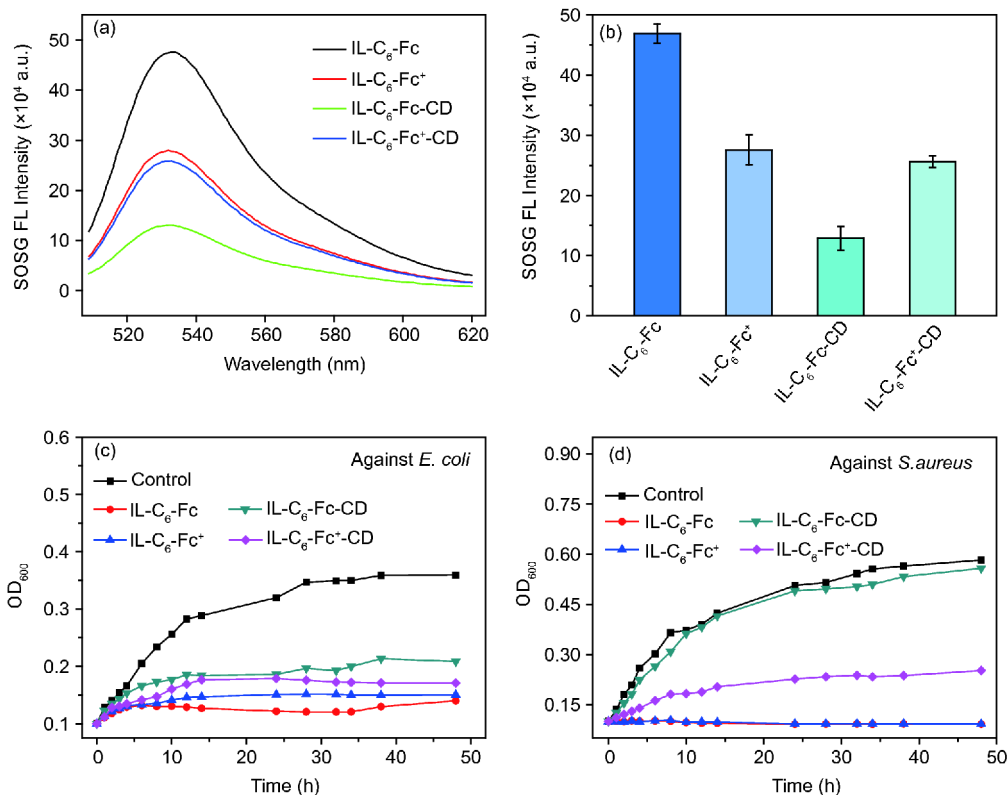 (a)
IL-C₆-Fc
IL-C₆-Fc⁺
IL-C₆-Fc-CD
IL-C₆-Fc⁺-CD
SOSG FL Intensity (×10⁴ a.u.)
50
40
30
20
10
0
520 540 560 580 600 620
Wavelength (nm)
(b)
SOSG FL Intensity (×10⁴ a.u.)
50
40
30
20
10
0
IL-C₆-Fc
IL-C₆-Fc⁺
IL-C₆-Fc-CD
IL-C₆-Fc⁺-CD
(c)
Against E. coli
Control
IL-C₆-Fc
IL-C₆-Fc-CD
IL-C₆-Fc⁺
IL-C₆-Fc⁺-CD
OD₆₀₀
0.6
0.5
0.4
0.3
0.2
0.1
0 10 20 30 40 50
Time (h)
(d)
Against S.aureus
Control
IL-C₆-Fc
IL-C₆-Fc-CD
IL-C₆-Fc⁺
IL-C₆-Fc⁺-CD
OD₆₀₀
0.90
0.75
0.60
0.45
0.30
0.15
0 10 20 30 40 50
Time (h)